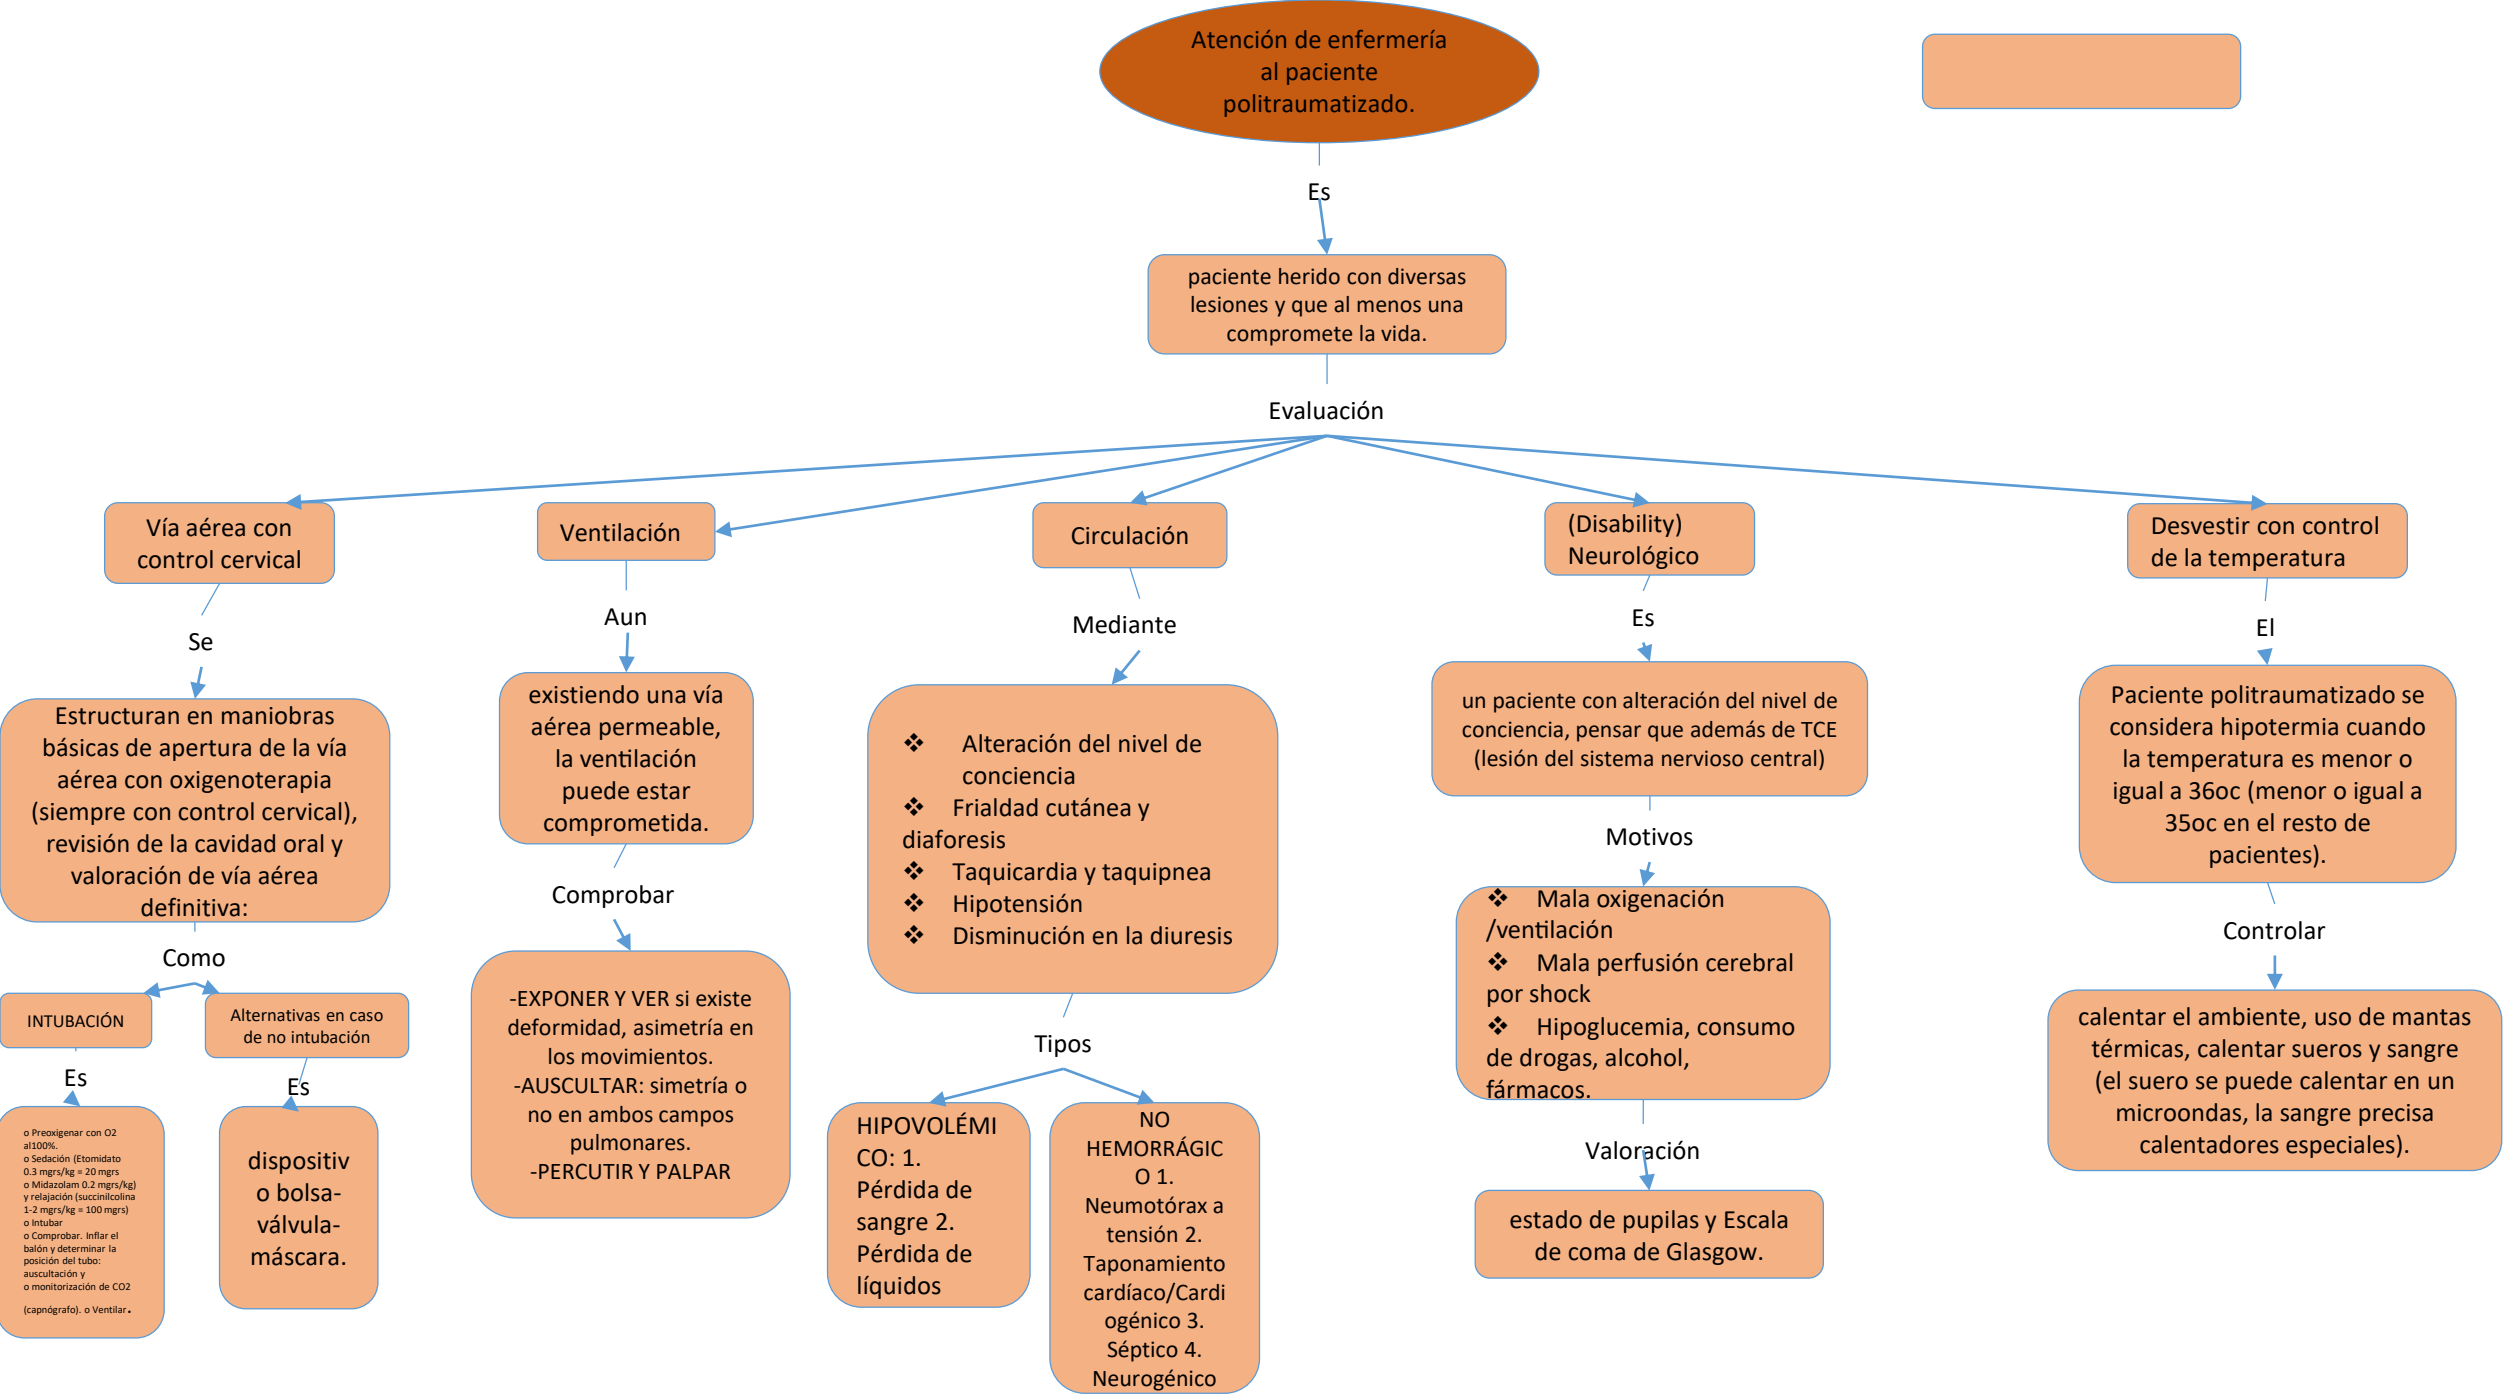 Atención de enfermería
al paciente
politraumatizado.
Es
paciente herido con diversas
lesiones y que al menos una
compromete la vida.
Evaluación
Vía aérea con
control cervical
Se
Estructuran en maniobras
básicas de apertura de la vía
aérea con oxigenoterapia
(siempre con control cervical),
revisión de la cavidad oral y
valoración de vía aérea
definitiva:
Como
INTUBACIÓN
Es
o Preoxigenar con O2
al100%.
o Sedación (Etomidato
0.3 mgrs/kg = 20 mgrs
o Midazolam 0.2 mgrs/kg)
y relajación (succinilcolina
1-2 mgrs/kg = 100 mgrs)
o Intubar
o Comprobar. Inflar el
balón y determinar la
posición del tubo:
auscultación y
o monitorización de CO2
(capnógrafo). o Ventilar.
Alternativas en caso
de no intubación
Es
dispositiv
o bolsa-
válvula-
máscara.
Ventilación
Aun
existiendo una vía
aérea permeable,
la ventilación
puede estar
comprometida.
Comprobar
-EXPONER Y VER si existe
deformidad, asimetría en
los movimientos.
-AUSCULTAR: simetría o
no en ambos campos
pulmonares.
-PERCUTIR Y PALPAR
Circulación
Mediante
❖ Alteración del nivel de
conciencia
❖ Frialdad cutánea y
diaforesis
❖ Taquicardia y taquipnea
❖ Hipotensión
❖ Disminución en la diuresis
Tipos
HIPOVOLÉMI
CO: 1.
Pérdida de
sangre 2.
Pérdida de
líquidos
NO
HEMORRÁGIC
O 1.
Neumotórax a
tensión 2.
Taponamiento
cardíaco/Cardi
ogénico 3.
Séptico 4.
Neurogénico
(Disability)
Neurológico
Es
un paciente con alteración del nivel de
conciencia, pensar que además de TCE
(lesión del sistema nervioso central)
Motivos
❖ Mala oxigenación
/ventilación
❖ Mala perfusión cerebral
por shock
❖ Hipoglucemia, consumo
de drogas, alcohol,
fármacos.
Valoración
estado de pupilas y Escala
de coma de Glasgow.
Desvestir con control
de la temperatura
El
Paciente politraumatizado se
considera hipotermia cuando
la temperatura es menor o
igual a 36oc (menor o igual a
35oc en el resto de
pacientes).
Controlar
calentar el ambiente, uso de mantas
térmicas, calentar sueros y sangre
(el suero se puede calentar en un
microondas, la sangre precisa
calentadores especiales).